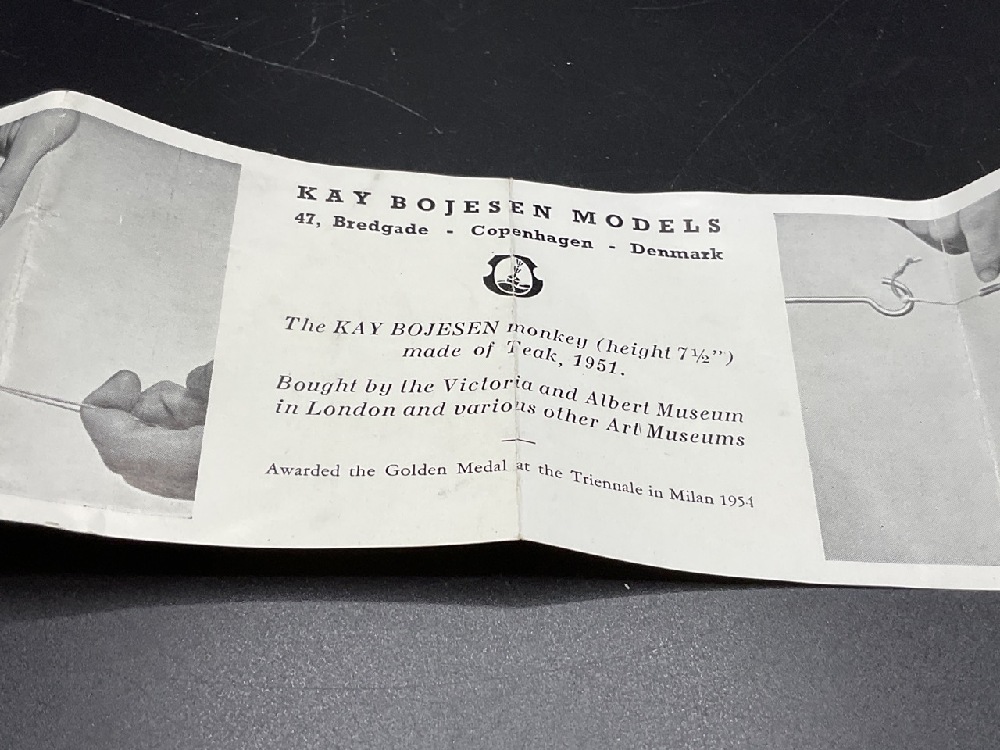 KAY BOJESEN MODELS
47, Bredgade - Copenhagen - Denmark
The KAY BOJESEN monkey (height 7½")
made of Teak, 1951.
Bought by the Victoria and Albert Museum
in London and various other Art Museums
Awarded the Golden Medal at the Triennale in Milan 1954